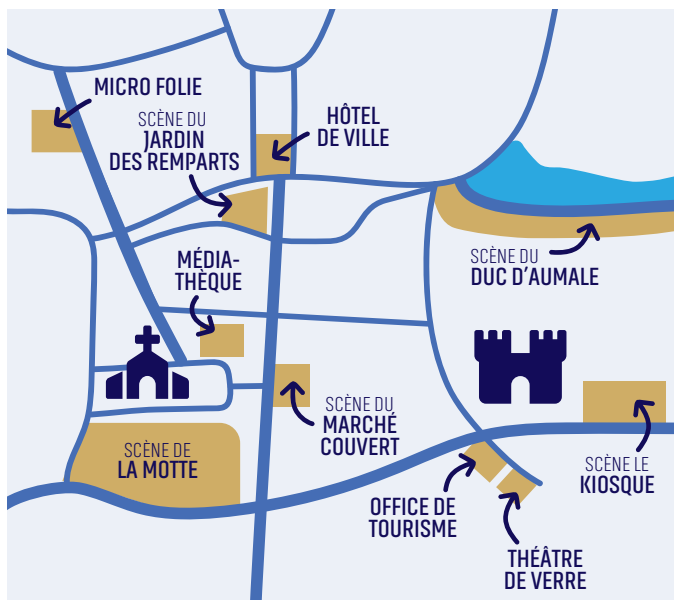 MICRO FOLIE
SCÈNE DU
JARDIN
DES REMPARTS
HÔTEL
DE VILLE
MÉDIA-
THÈQUE
SCÈNE DU
DUC D'AUMALE
SCÈNE DU
MARCHÉ
COUVERT
SCÈNE DE
LA MOTTE
SCÈNE LE
KIOSQUE
OFFICE DE
TOURISME
THÉÂTRE
DE VERRE